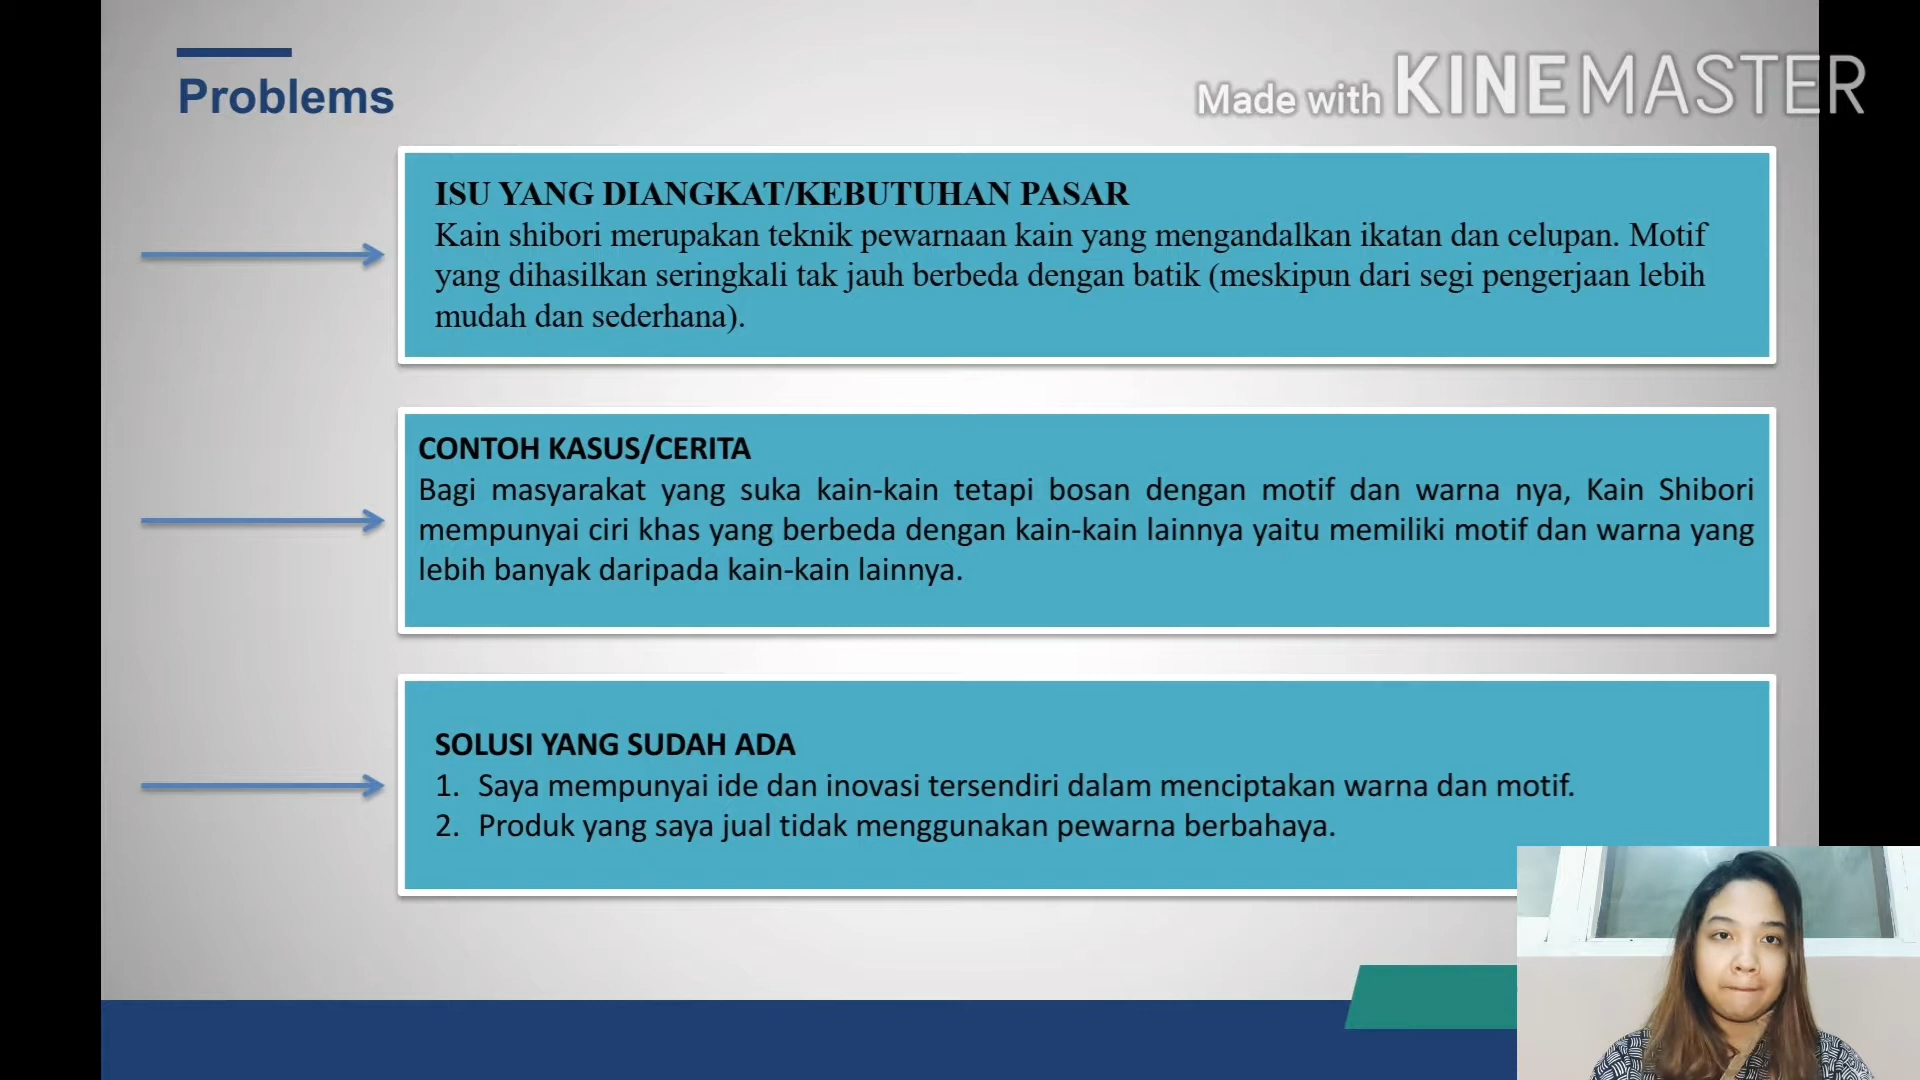 Problems
Made with KINEMASTER
ISU YANG DIANGKAT/KEBUTUHAN PASAR
Kain shibori merupakan teknik pewarnaan kain yang mengandalkan ikatan dan celupan. Motif
yang dihasilkan seringkali tak jauh berbeda dengan batik (meskipun dari segi pengerjaan lebih
mudah dan sederhana).
CONTOH KASUS/CERITA
Bagi masyarakat yang suka kain-kain tetapi bosan dengan motif dan warna nya, Kain Shibori
mempunyai ciri khas yang berbeda dengan kain-kain lainnya yaitu memiliki motif dan warna yang
lebih banyak daripada kain-kain lainnya.
SOLUSI YANG SUDAH ADA
1. Saya mempunyai ide dan inovasi tersendiri dalam menciptakan warna dan motif.
2. Produk yang saya jual tidak menggunakan pewarna berbahaya.